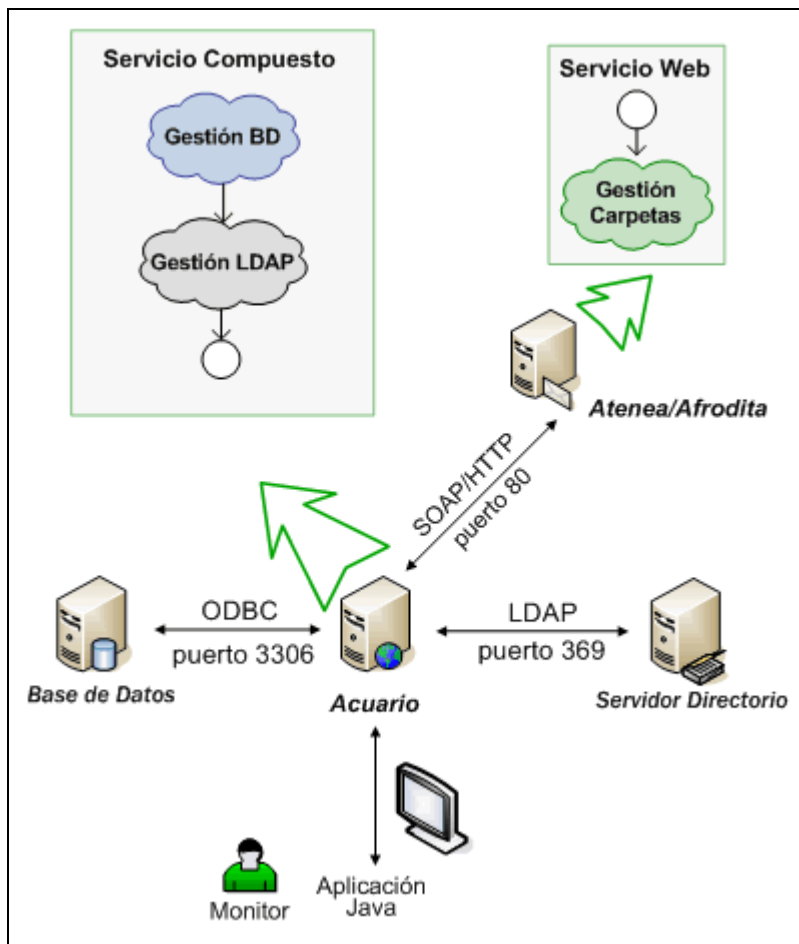 Servicio Compuesto
Gestión BD
Gestión LDAP
Servicio Web
Gestión
Carpetas
Atenea/Afrodita
SOAP/HTTP
puerto 80
ODBC
puerto 3306
LDAP
puerto 369
Base de Datos
Acuario
Servidor Directorio
Monitor
Aplicación
Java